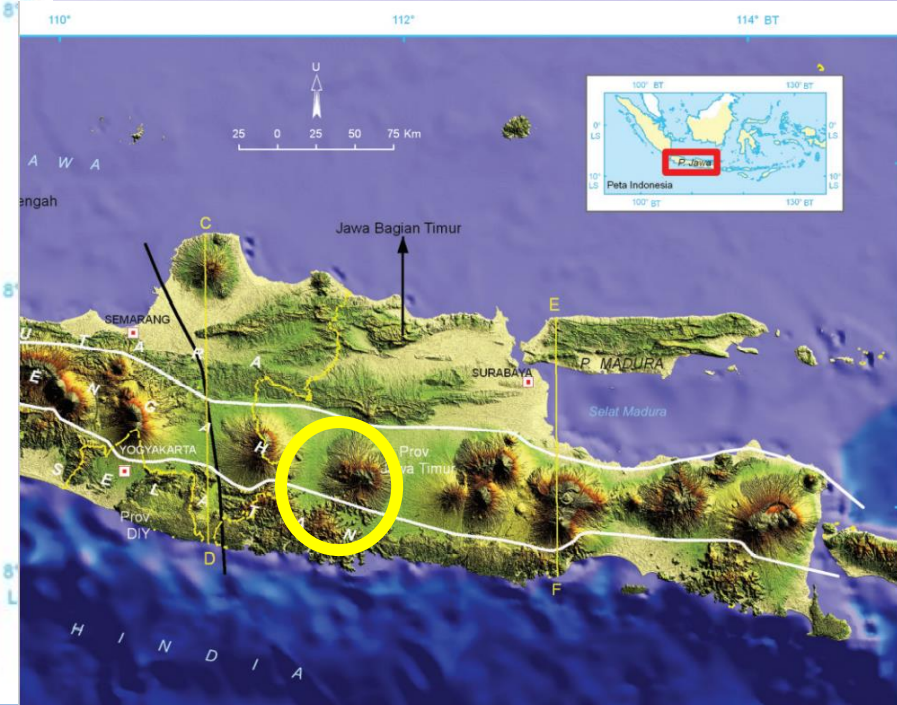 8°
110°
112°
114° BT
U
25 0 25 50 75 Km
100° BT
130° BT
0°
LS
0°
LS
P. Jawa
10°
LS
10°
LS
Peta Indonesia
100° BT
130° BT
A W A
engah
C
Jawa Bagian Timur
8°
E
SEMARANG
U T A R A
P. MADURA
SURABAYA
E N G A H
Selat Madura
YOGYAKARTA
Prov
Jawa Timur
S E L A T A N
Prov
DIY
D
8°
L
F
H I N D I A